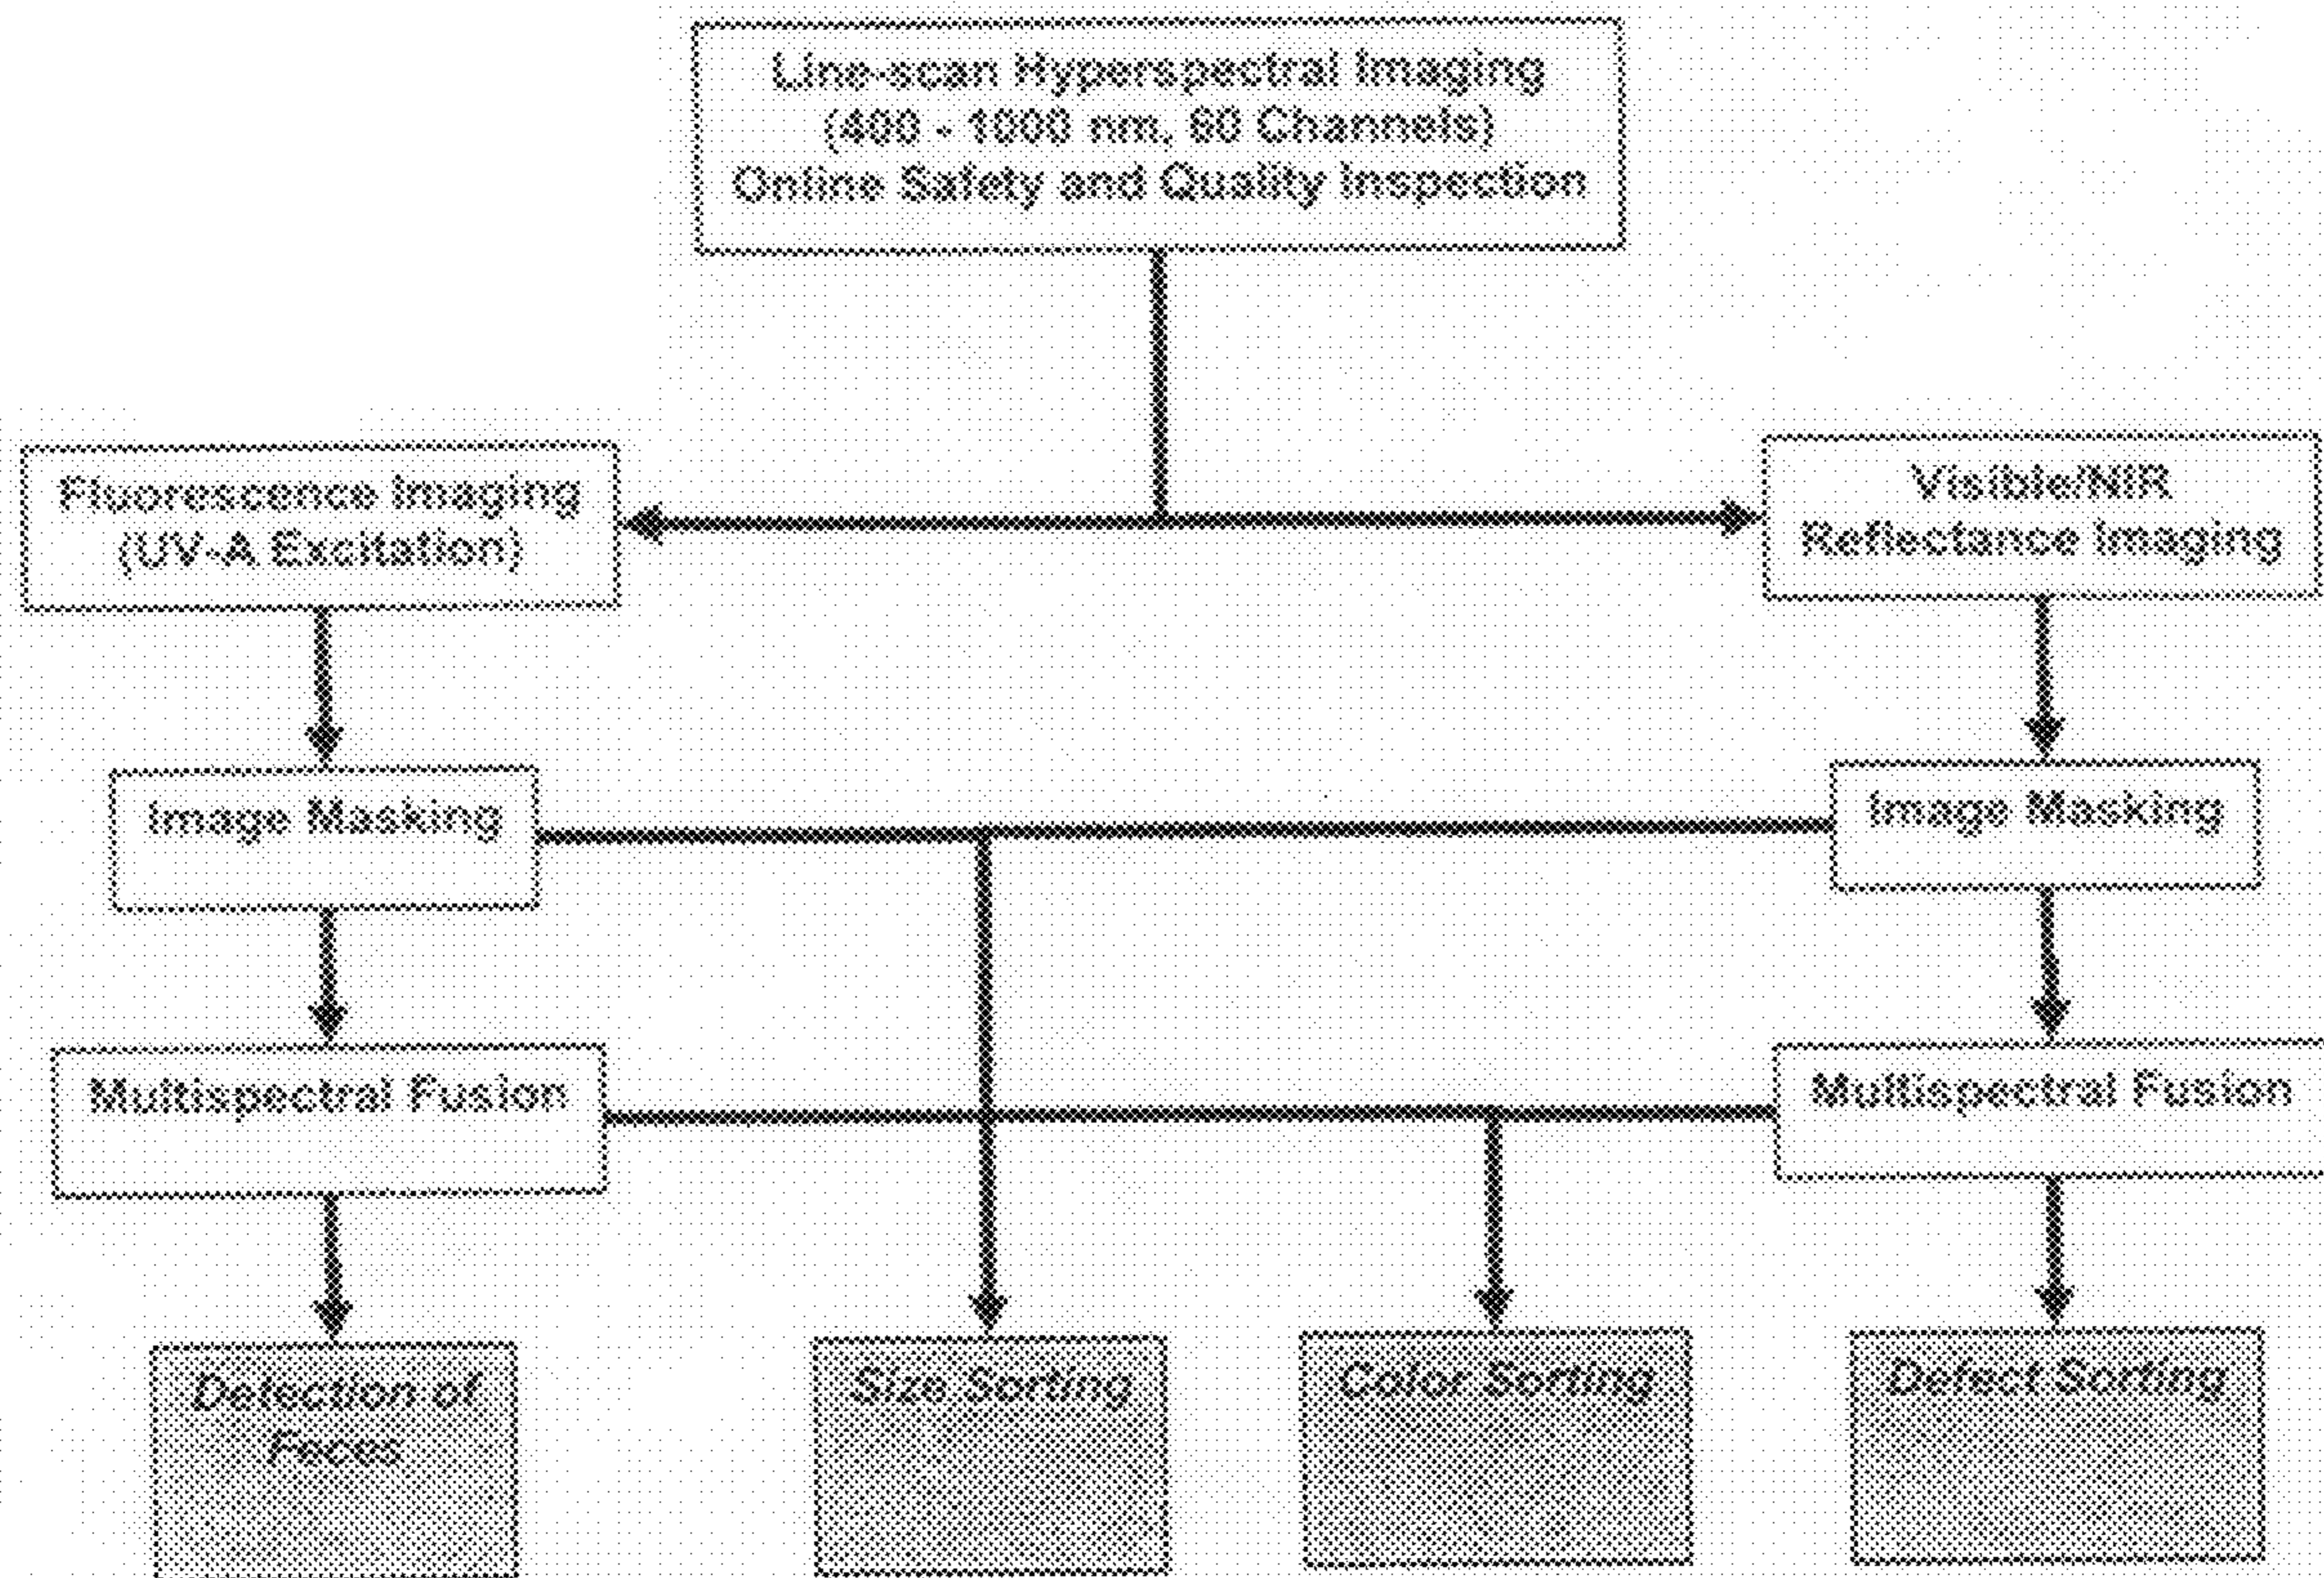 Line-scan Hyperspectral Imaging
(400 - 1000 nm, 60 Channels)
Online Safety and Quality Inspection
Fluorescence Imaging
(UV-A Excitation)
Visible/NIR
Reflectance Imaging
Image Masking
Image Masking
Multispectral Fusion
Multispectral Fusion
Detection of
Feces
Size Sorting
Color Sorting
Defect Sorting